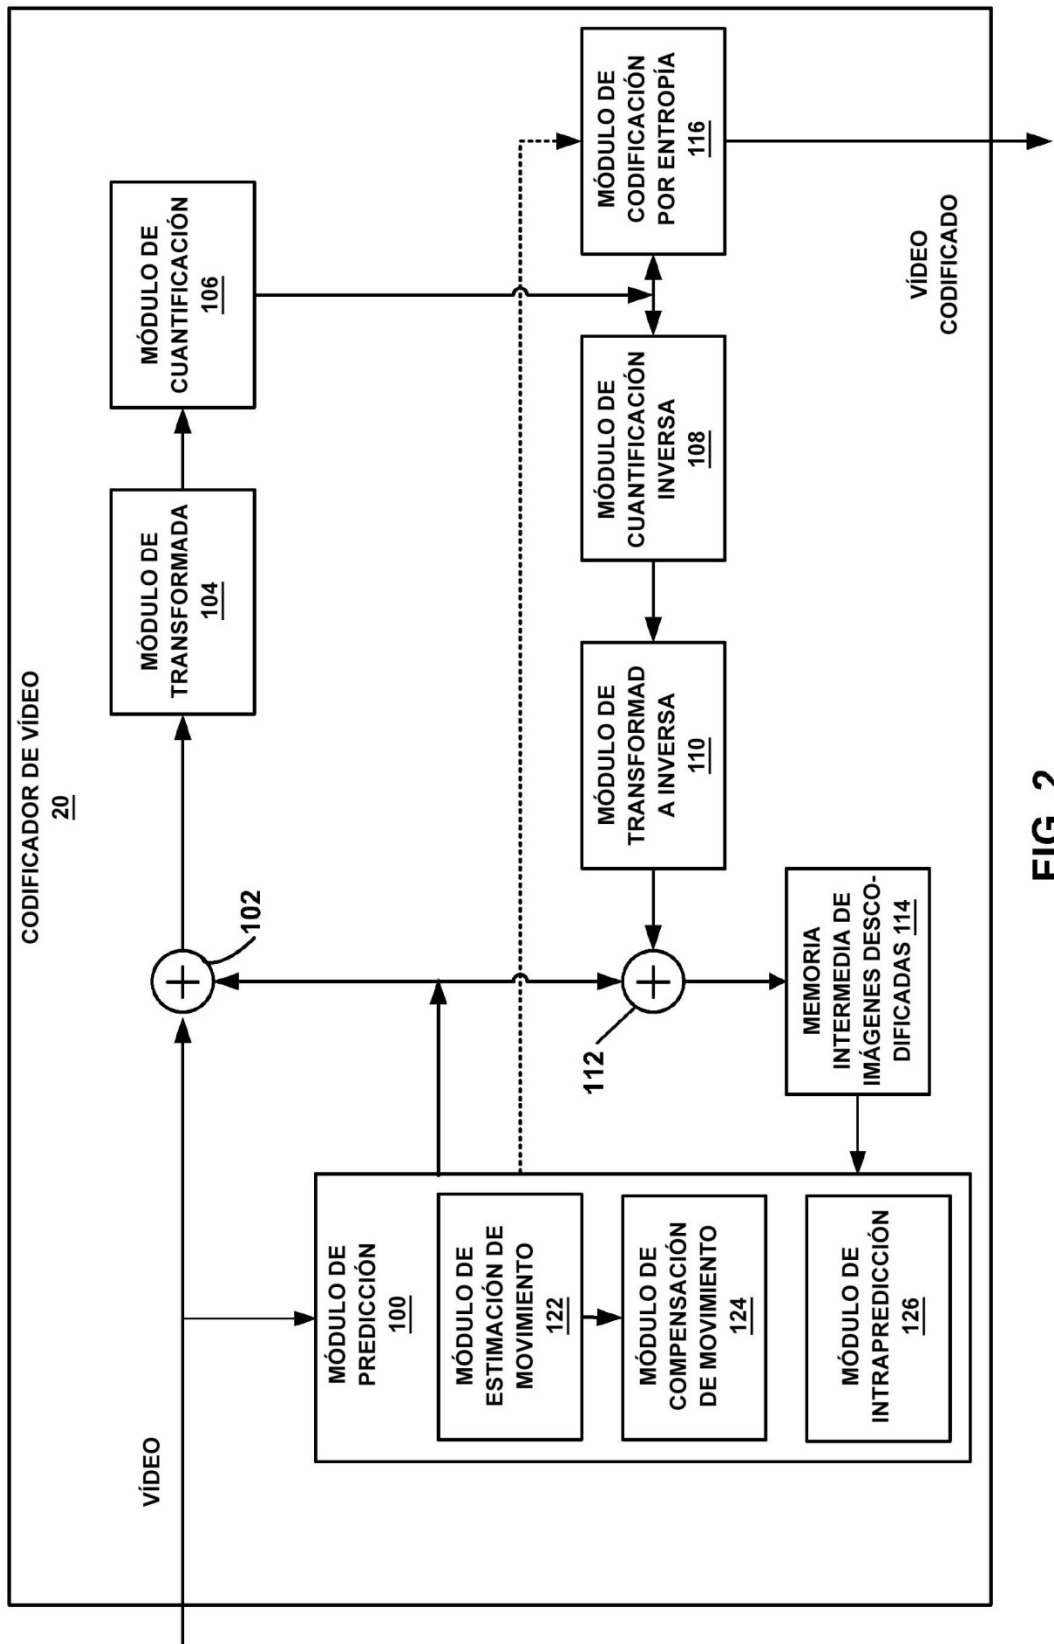 CODIFICADOR DE VÍDEO
20
VÍDEO
102
MÓDULO DE
TRANSFORMADA
104
MÓDULO DE
CUANTIFICACIÓN
106
MÓDULO DE
PREDICCIÓN
100
MÓDULO DE
ESTIMACIÓN DE
MOVIMIENTO
122
MÓDULO DE
COMPENSACIÓN
DE MOVIMIENTO
124
MÓDULO DE
INTRAPREDICCIÓN
126
112
MÓDULO DE
TRANSFORMAD
A INVERSA
110
MÓDULO DE
CUANTIFICACIÓN
INVERSA
108
MÓDULO DE
CODIFICACIÓN
POR ENTROPÍA
116
MEMORIA
INTERMEDIA DE
IMÁGENES DESCO-
DIFICADAS 114
VÍDEO
CODIFICADO
FIG. 2